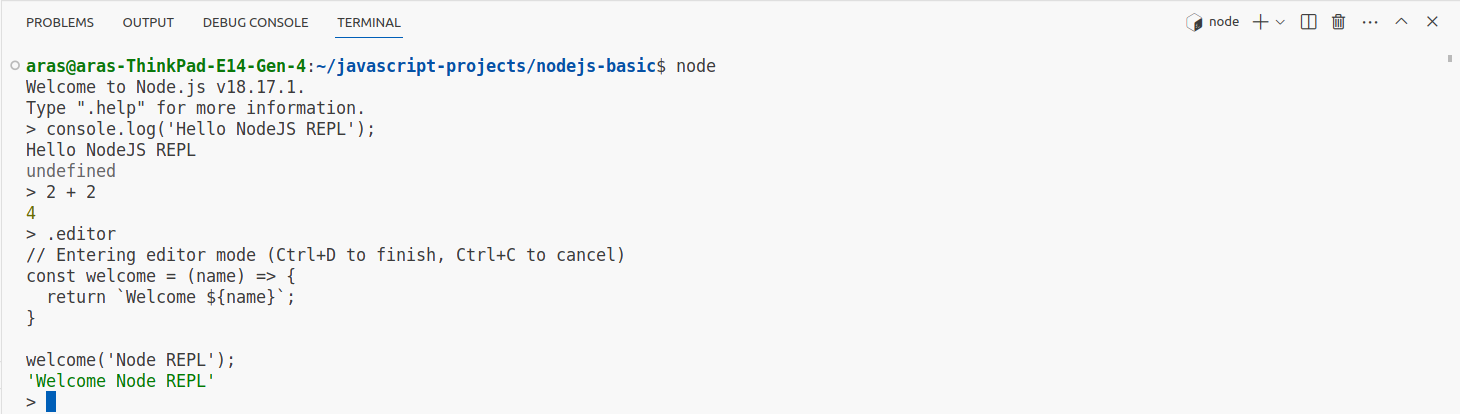 PROBLEMS OUTPUT DEBUG CONSOLE TERMINAL node
aras@aras-ThinkPad-E14-Gen-4:~/javascript-projects/nodejs-basic$ node
Welcome to Node.js v18.17.1.
Type ".help" for more information.
> console.log('Hello NodeJS REPL');
Hello NodeJS REPL
undefined
> 2 + 2
4
> .editor
// Entering editor mode (Ctrl+D to finish, Ctrl+C to cancel)
const welcome = (name) => {
  return `Welcome ${name}`;
}

welcome('Node REPL');
'Welcome Node REPL'
>